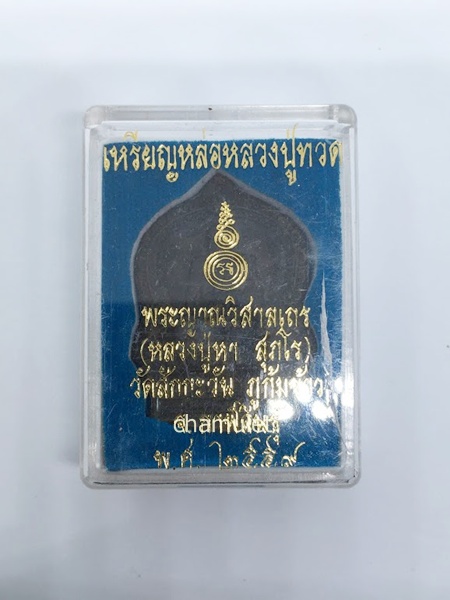 เหรียญหล่อหลวงปู่ทวด
พระญาณวิสาลเถร
(หลวงปู่หา สุภโร)
วัดสักกะวัน ภูกุ้มข้าว
chamnuen
พ.ศ. ๒๕๕๗